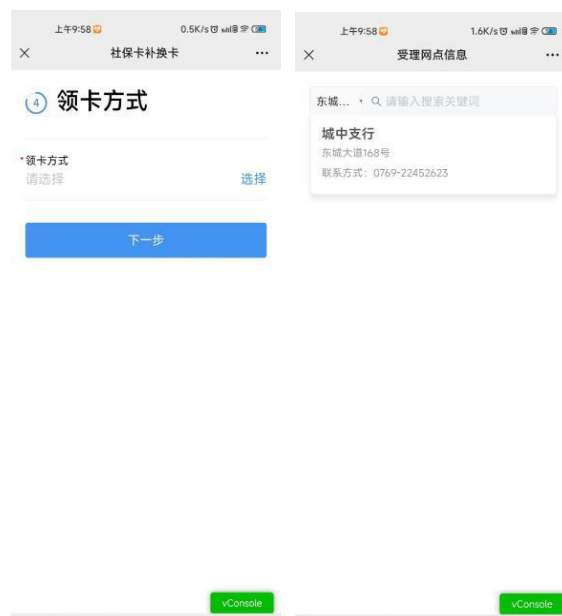 上午9:58
0.5K/s
社保卡补换卡
4 领卡方式
*领卡方式
请选择
选择
下一步
vConsole
上午9:58
1.6K/s
受理网点信息
东城...
请输入搜索关键词
城中支行
东城大道168号
联系方式：0769-22452623
vConsole